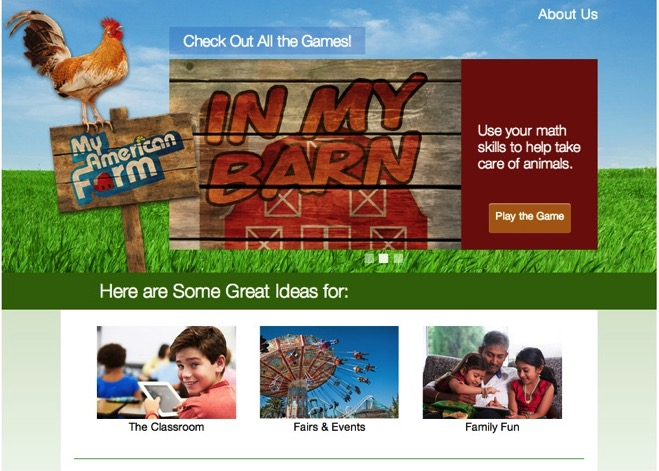 About Us
Check Out All the Games!
My
American
Farm
IN MY
BARN
Use your math
skills to help take
care of animals.
Play the Game
Here are Some Great Ideas for:
The Classroom
Fairs & Events
Family Fun